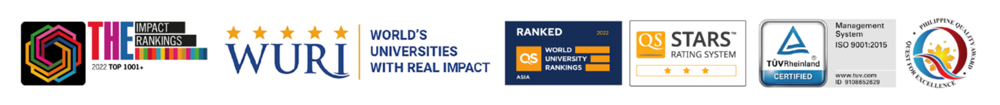 THE IMPACT
RANKINGS
2022 TOP 1001+
WURI
WORLD'S
UNIVERSITIES
WITH REAL IMPACT
RANKED 2022
QS WORLD
UNIVERSITY
RANKINGS
ASIA
QS STARS™
RATING SYSTEM
TÜVRheinland®
CERTIFIED
Management
System
ISO 9001:2015
www.tuv.com
ID 9108652629
PHILIPPINE QUALITY AWARD
QUEST FOR EXCELLENCE